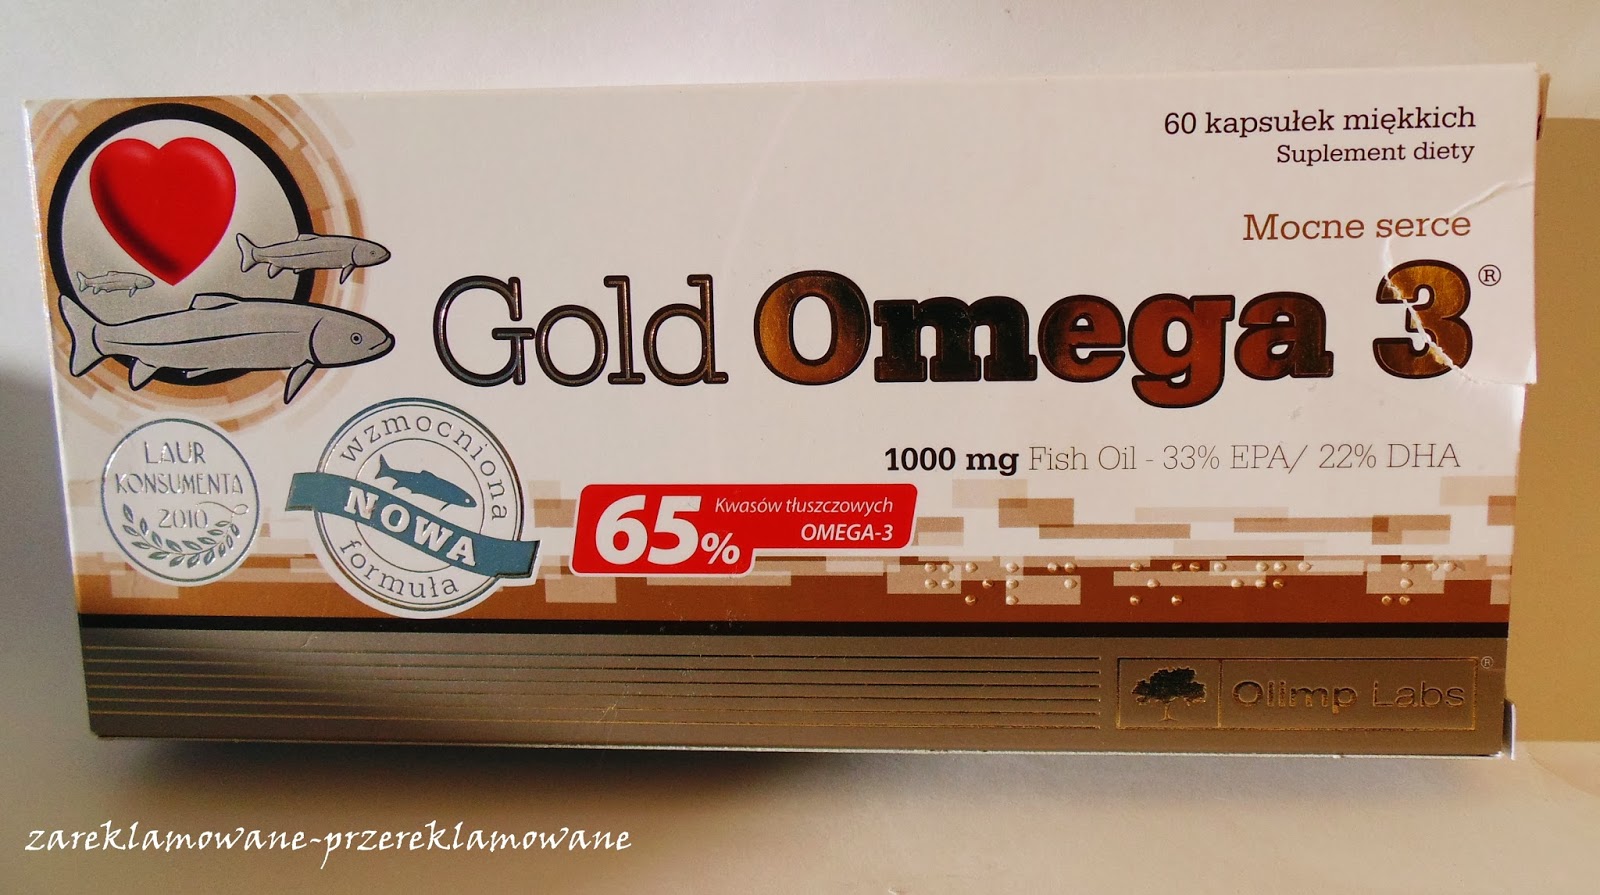 60 kapsułek miękkich
Suplement diety
Mocne serce
Gold Omega 3®
1000 mg Fish Oil - 33% EPA/ 22% DHA
LAUR
KONSUMENTA
2010
wzmocniona
NOWA
formuła
65%
Kwasów tłuszczowych
OMEGA-3
Olimp Labs®
zareklamowane-przereklamowane